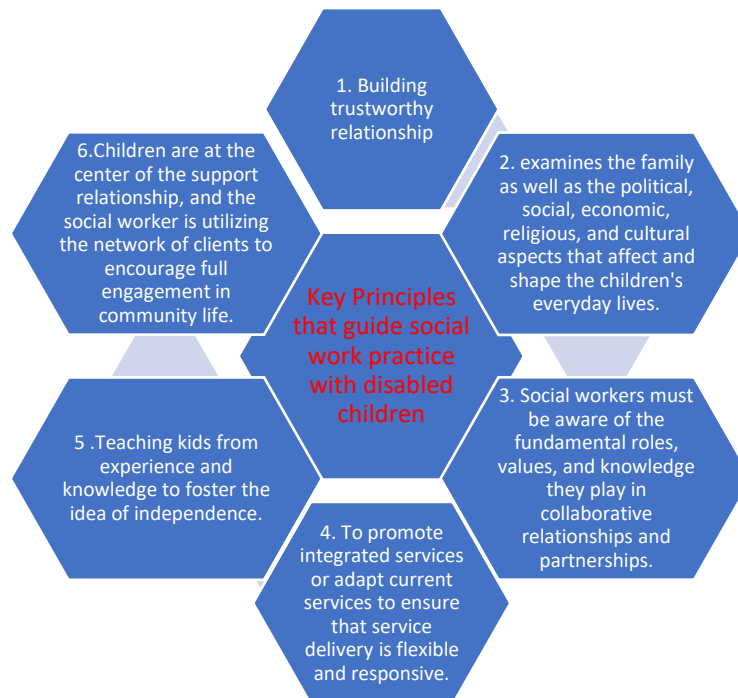 1. Building
trustworthy
relationship
2. examines the family
as well as the political,
social, economic,
religious, and cultural
aspects that affect and
shape the children's
everyday lives.
3. Social workers must
be aware of the
fundamental roles,
values, and knowledge
they play in
collaborative
relationships and
partnerships.
4. To promote
integrated services
or adapt current
services to ensure
that service
delivery is flexible
and responsive.
5 .Teaching kids from
experience and
knowledge to foster the
idea of independence.
6.Children are at the
center of the support
relationship, and the
social worker is utilizing
the network of clients to
encourage full
engagement in
community life.
Key Principles
that guide social
work practice
with disabled
children